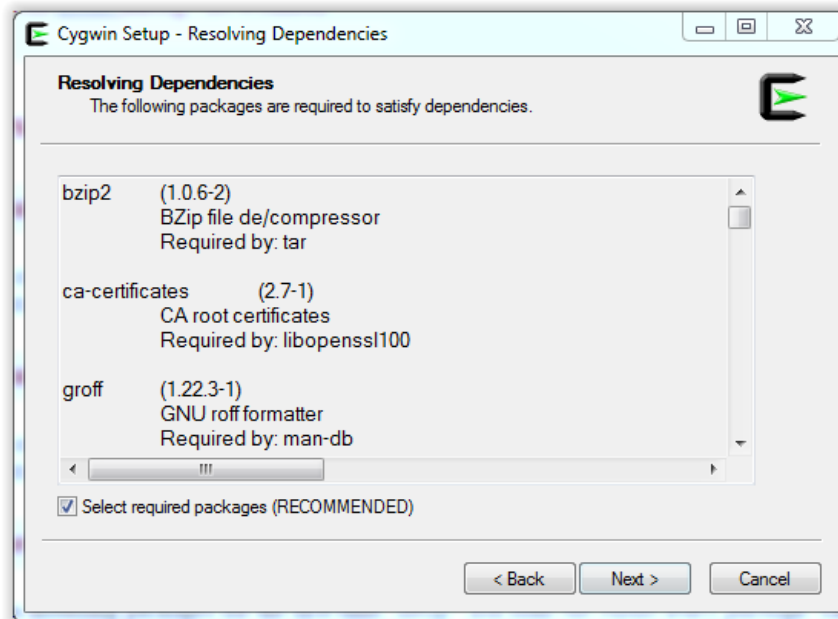 Cygwin Setup - Resolving Dependencies
Resolving Dependencies
The following packages are required to satisfy dependencies.
bzip2 (1.0.6-2)
BZip file de/compressor
Required by: tar
ca-certificates (2.7-1)
CA root certificates
Required by: libopenssl100
groff (1.22.3-1)
GNU roff formatter
Required by: man-db
Select required packages (RECOMMENDED)
< Back Next > Cancel